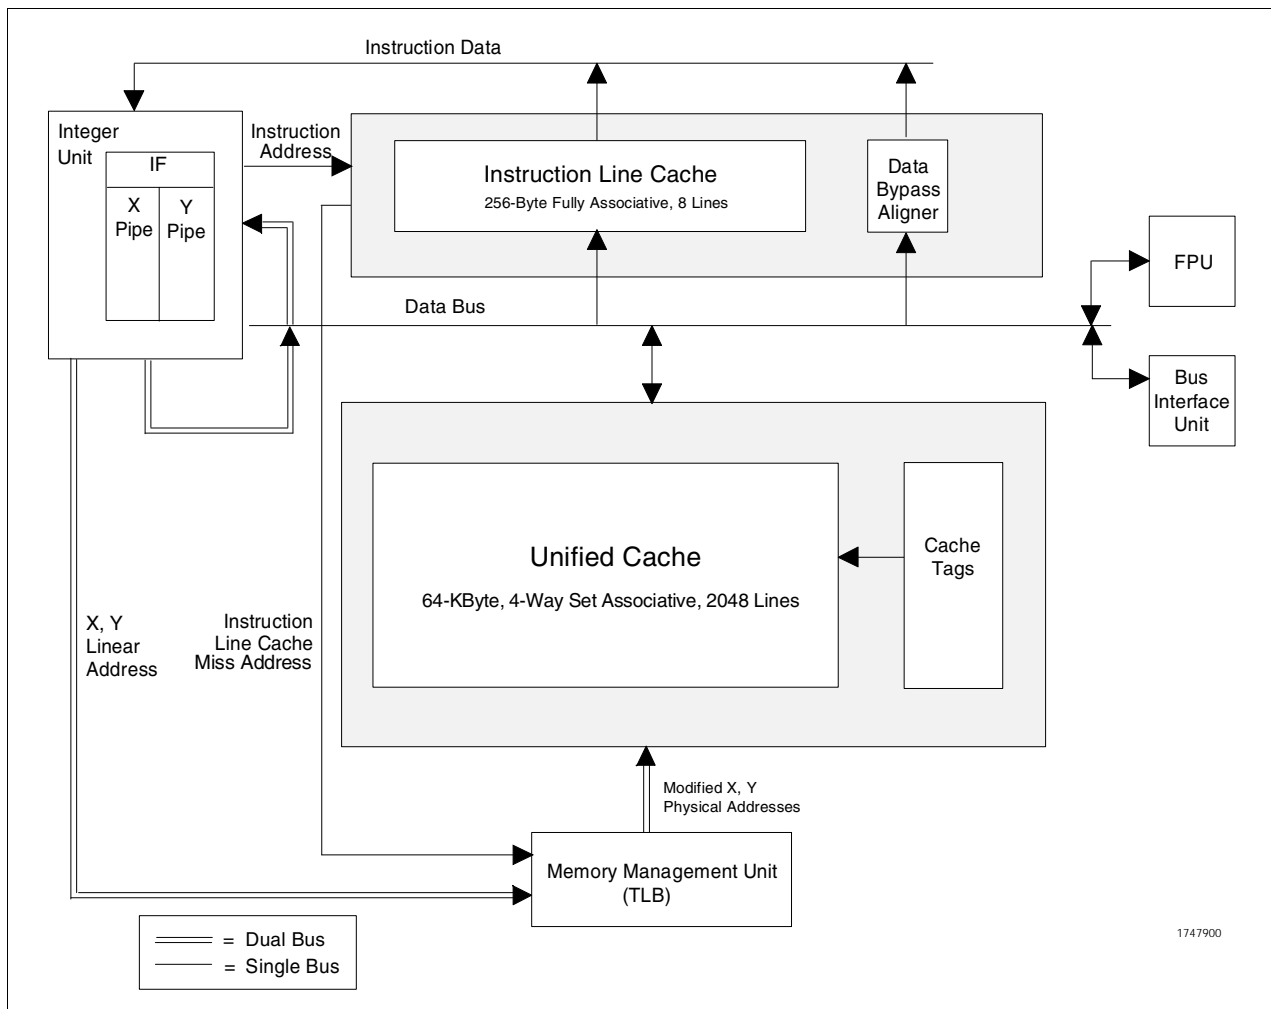 Instruction Data
Integer
Unit
IF
X
Pipe
Y
Pipe
Instruction
Address
Instruction Line Cache
256-Byte Fully Associative, 8 Lines
Data
Bypass
Aligner
FPU
Data Bus
Bus
Interface
Unit
Unified Cache
64-KByte, 4-Way Set Associative, 2048 Lines
Cache
Tags
X, Y
Linear
Address
Instruction
Line Cache
Miss Address
Modified X, Y
Physical Addresses
Memory Management Unit
(TLB)
= Dual Bus
= Single Bus
1747900